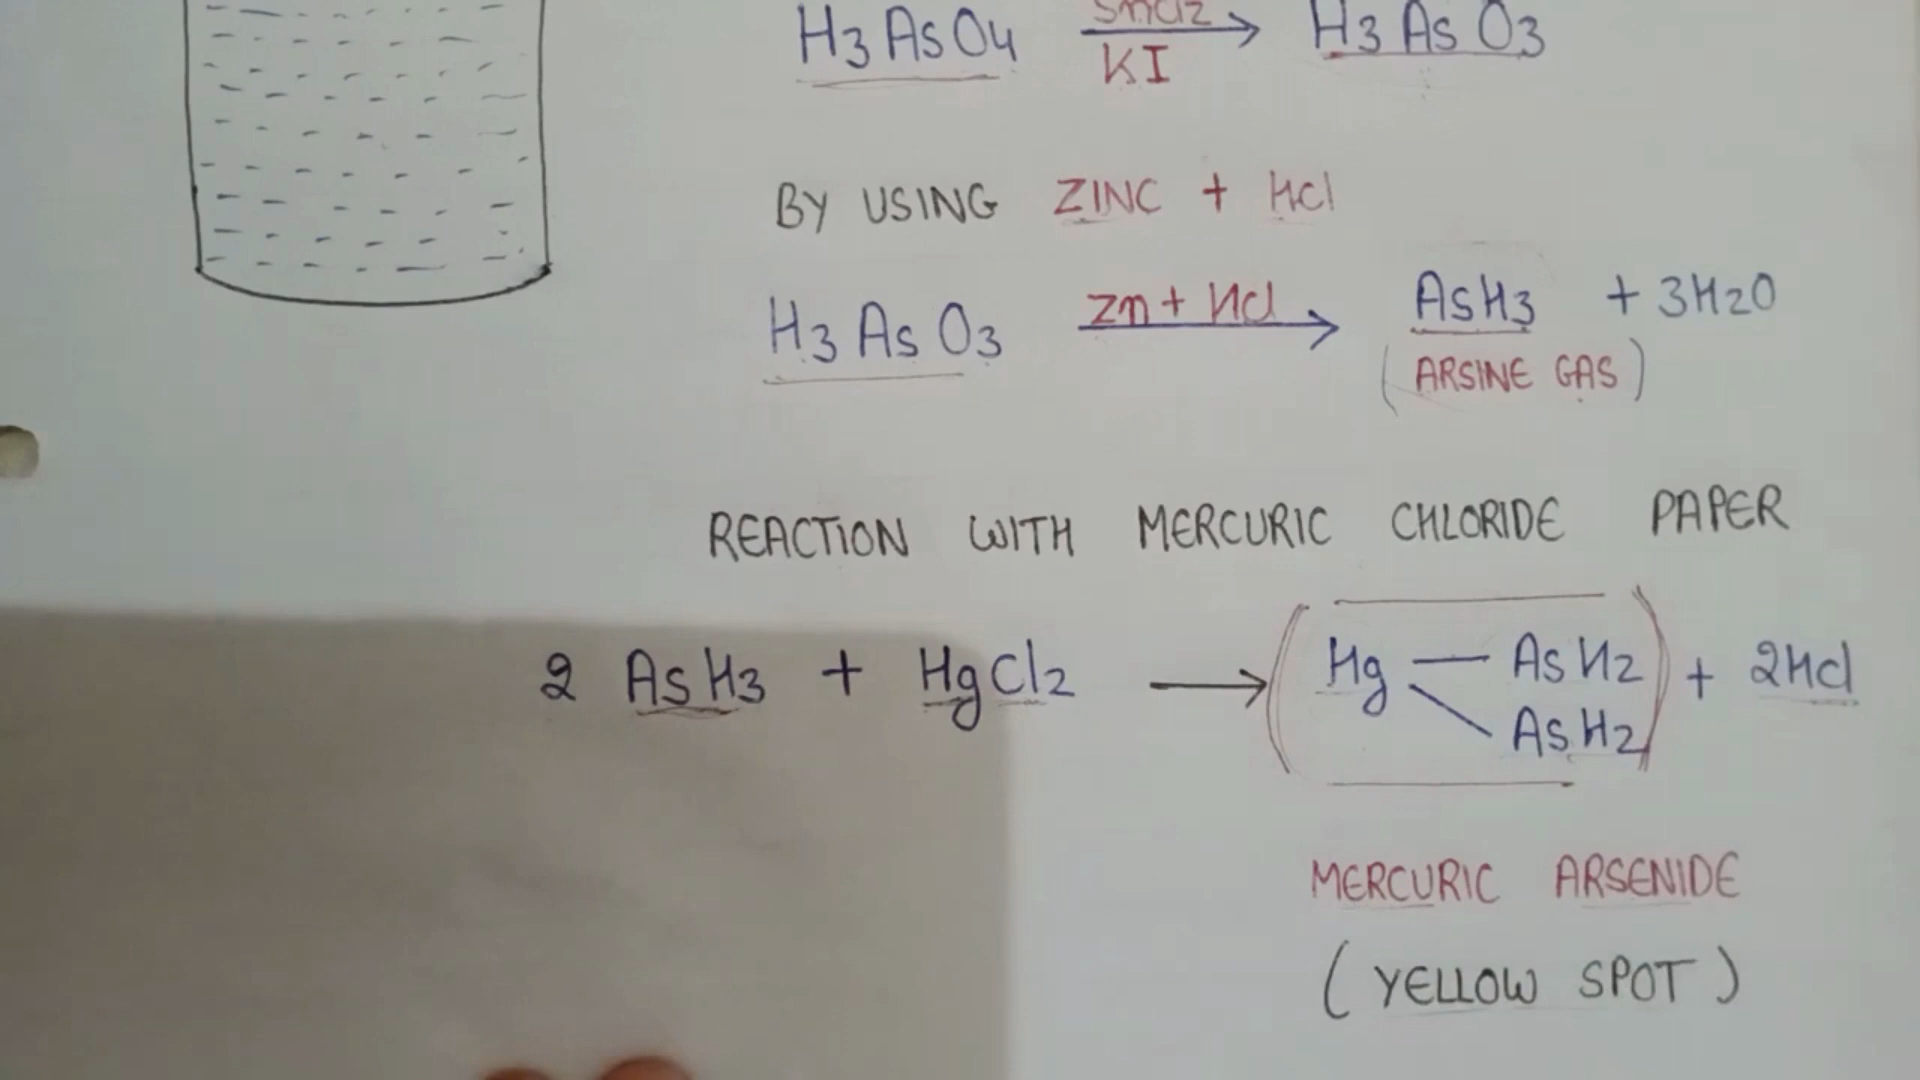 H3AsO4 SnCl2 → H3AsO3
KI
BY USING ZINC + HCl
H3AsO3 Zn + HCl → AsH3 + 3H2O
(ARSINE GAS)
REACTION WITH MERCURIC CHLORIDE PAPER
2 AsH3 + HgCl2 → (Hg — AsH2) + 2HCl
AsH2
MERCURIC ARSENIDE
(YELLOW SPOT)